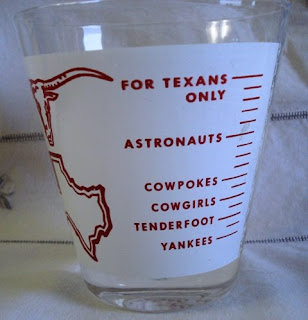 FOR TEXANS
ONLY
ASTRONAUTS
COWPOKES
COWGIRLS
TENDERFOOT
YANKEES